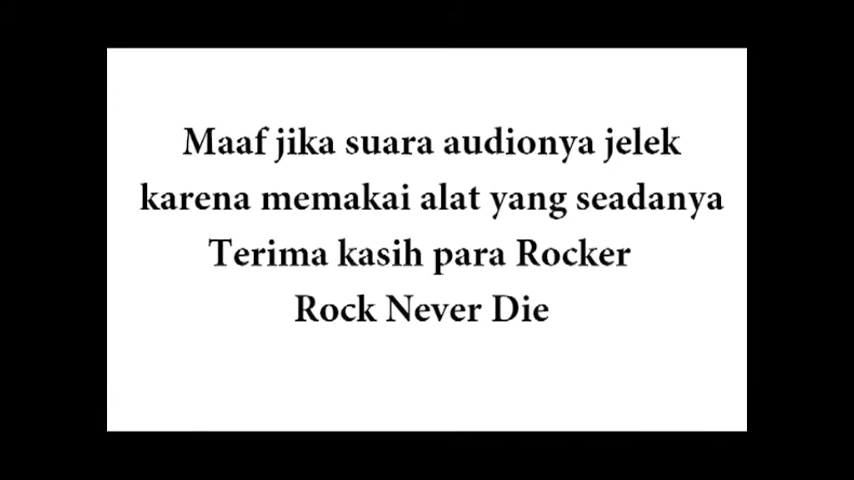 Maaf jika suara audionya jelek
karena memakai alat yang seadanya
Terima kasih para Rocker
Rock Never Die